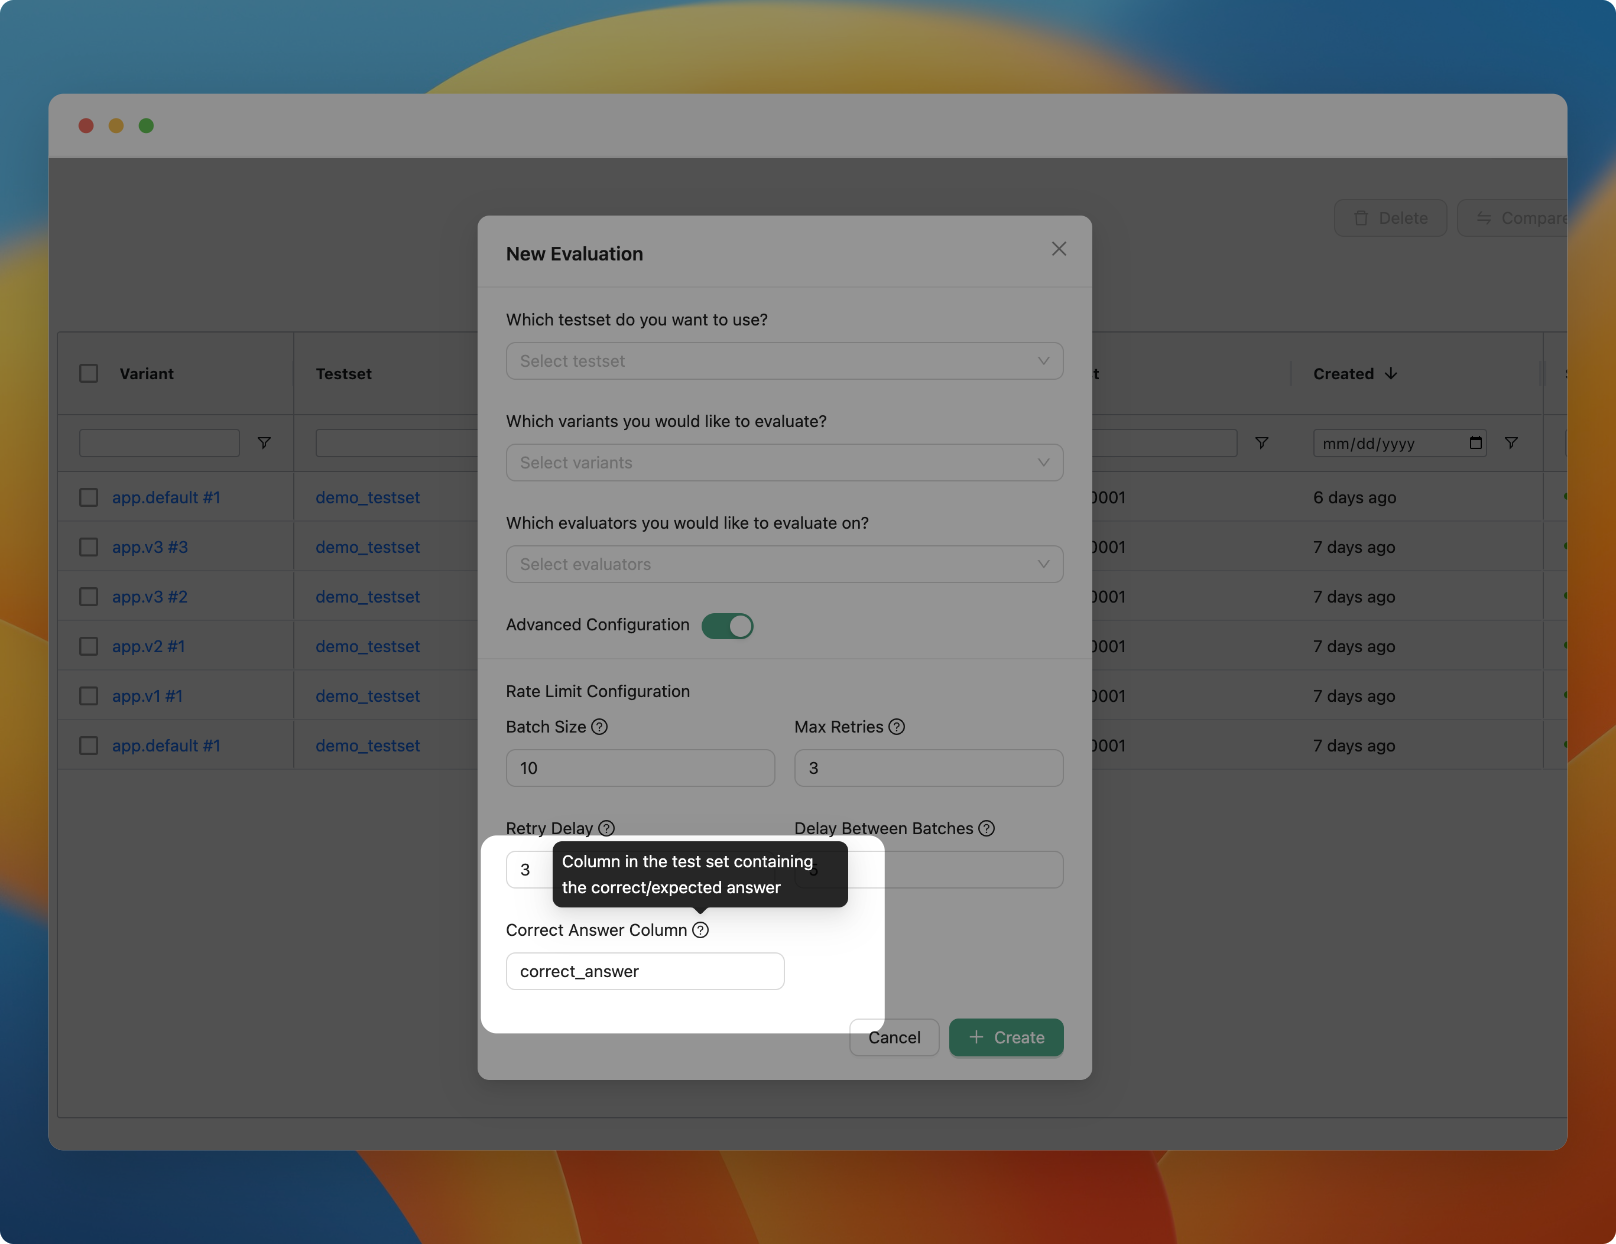 Delete
Compare
New Evaluation
Which testset do you want to use?
Select testset
Variant
Testset
t
Created
Which variants you would like to evaluate?
mm/dd/yyyy
Select variants
app.default #1
demo_testset
0001
6 days ago
Which evaluators you would like to evaluate on?
app.v3 #3
demo_testset
0001
7 days ago
Select evaluators
app.v3 #2
demo_testset
0001
7 days ago
Advanced Configuration
app.v2 #1
demo_testset
0001
7 days ago
Rate Limit Configuration
app.v1 #1
demo_testset
0001
7 days ago
Batch Size
Max Retries
app.default #1
demo_testset
0001
7 days ago
10
3
Retry Delay
Delay Between Batches
3
5
Column in the test set containing
the correct/expected answer
Correct Answer Column
correct_answer
Cancel
Create